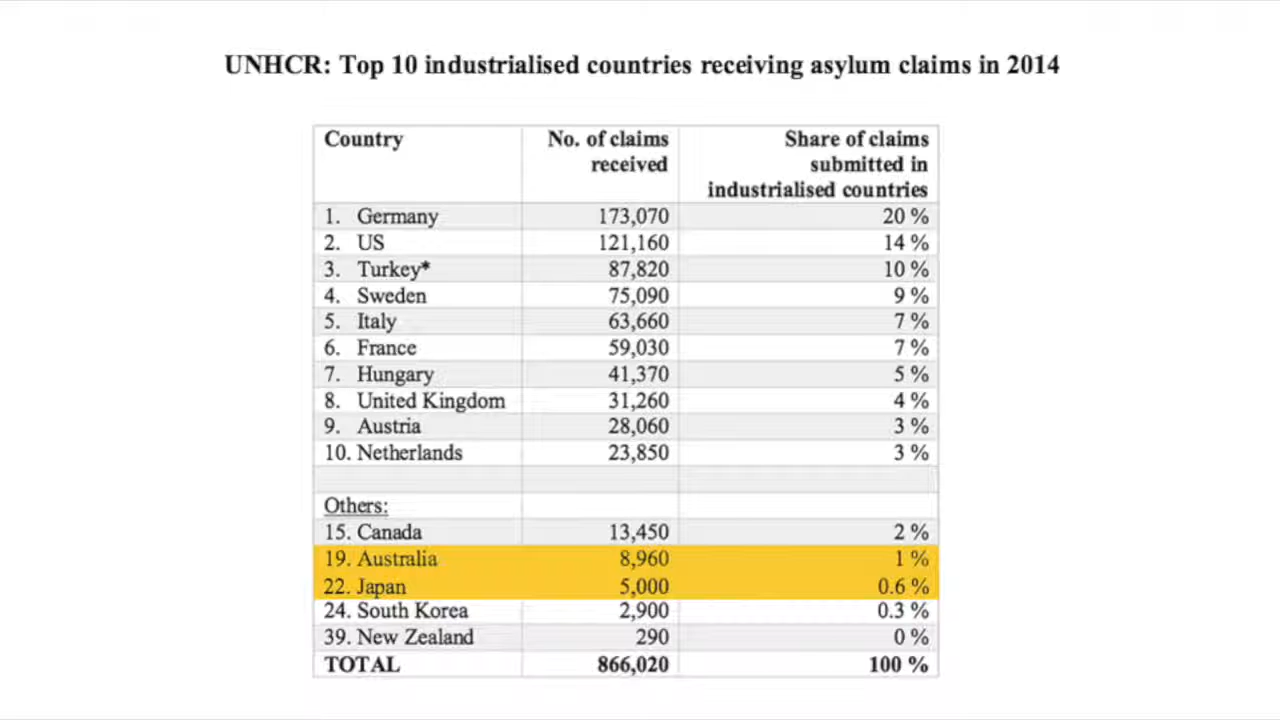 UNHCR: Top 10 industrialised countries receiving asylum claims in 2014
Country No. of claims received Share of claims submitted in industrialised countries
1. Germany 173,070 20 %
2. US 121,160 14 %
3. Turkey* 87,820 10 %
4. Sweden 75,090 9 %
5. Italy 63,660 7 %
6. France 59,030 7 %
7. Hungary 41,370 5 %
8. United Kingdom 31,260 4 %
9. Austria 28,060 3 %
10. Netherlands 23,850 3 %
Others:
15. Canada 13,450 2 %
19. Australia 8,960 1 %
22. Japan 5,000 0.6 %
24. South Korea 2,900 0.3 %
39. New Zealand 290 0 %
TOTAL 866,020 100 %